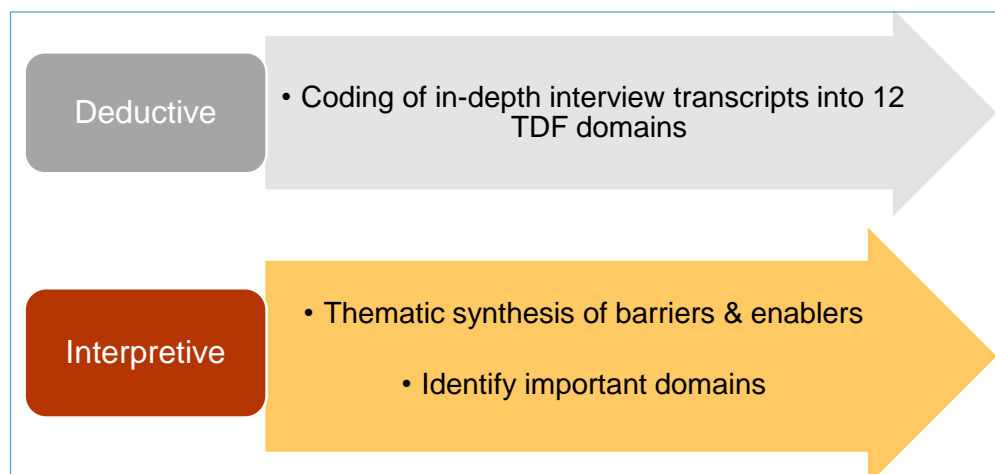 Deductive
• Coding of in-depth interview transcripts into 12
TDF domains
Interpretive
• Thematic synthesis of barriers & enablers
• Identify important domains